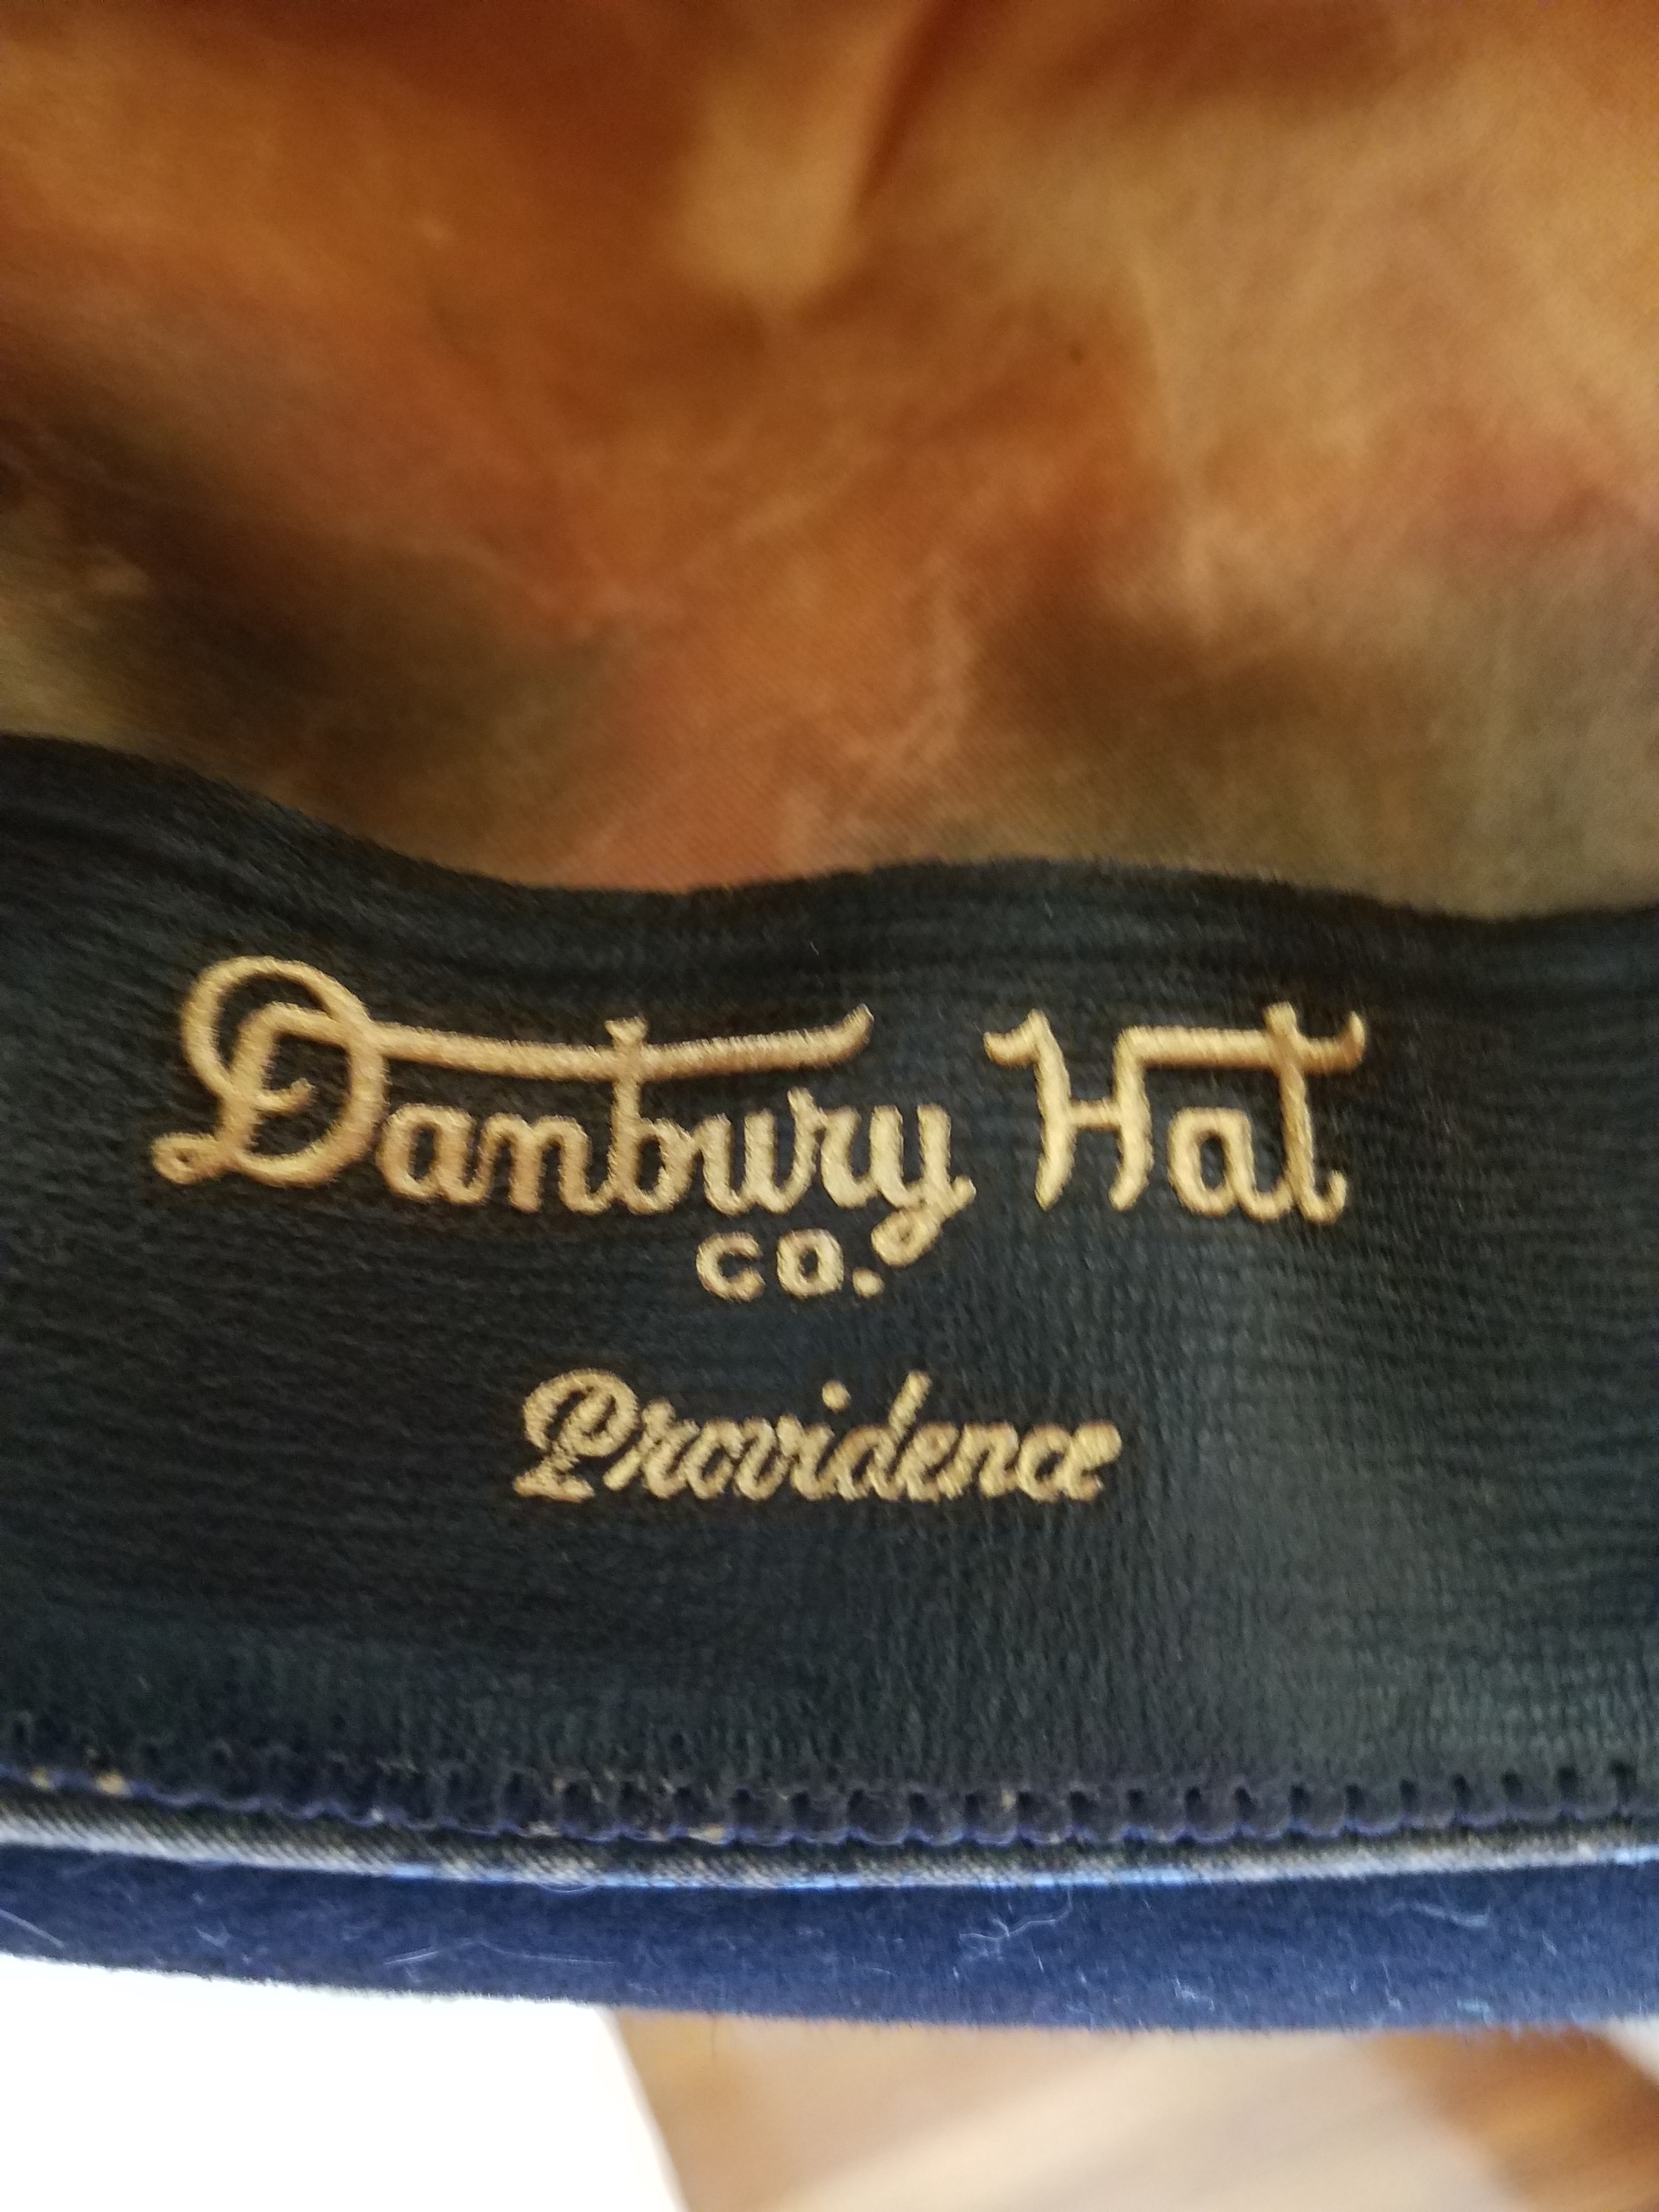 Danbury Hat
CO.
Providence